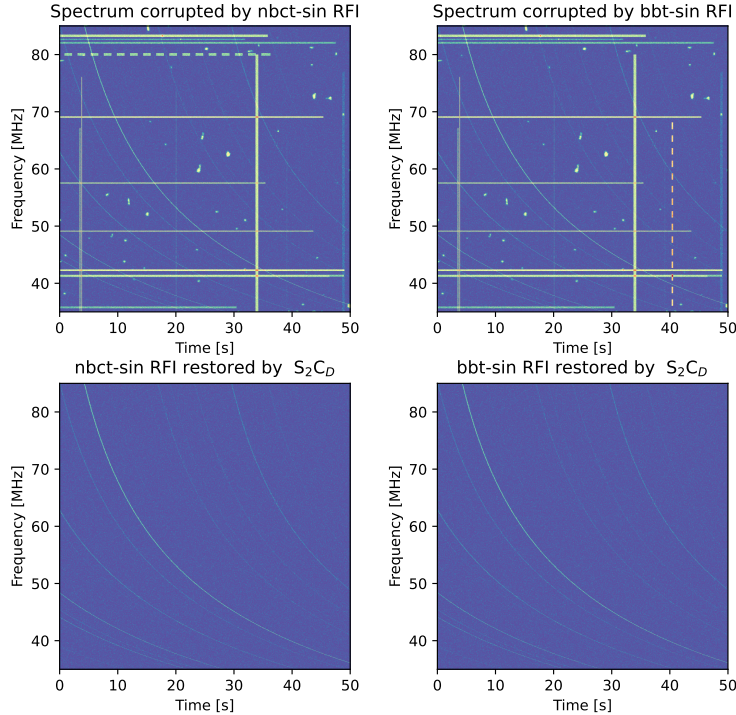 Spectrum corrupted by nbct-sin RFI
Frequency [MHz]
80
70
60
50
40
0 10 20 30 40 50
Time [s]
Spectrum corrupted by bbt-sin RFI
Frequency [MHz]
80
70
60
50
40
0 10 20 30 40 50
Time [s]
nbct-sin RFI restored by S₂C_D
Frequency [MHz]
80
70
60
50
40
0 10 20 30 40 50
Time [s]
bbt-sin RFI restored by S₂C_D
Frequency [MHz]
80
70
60
50
40
0 10 20 30 40 50
Time [s]